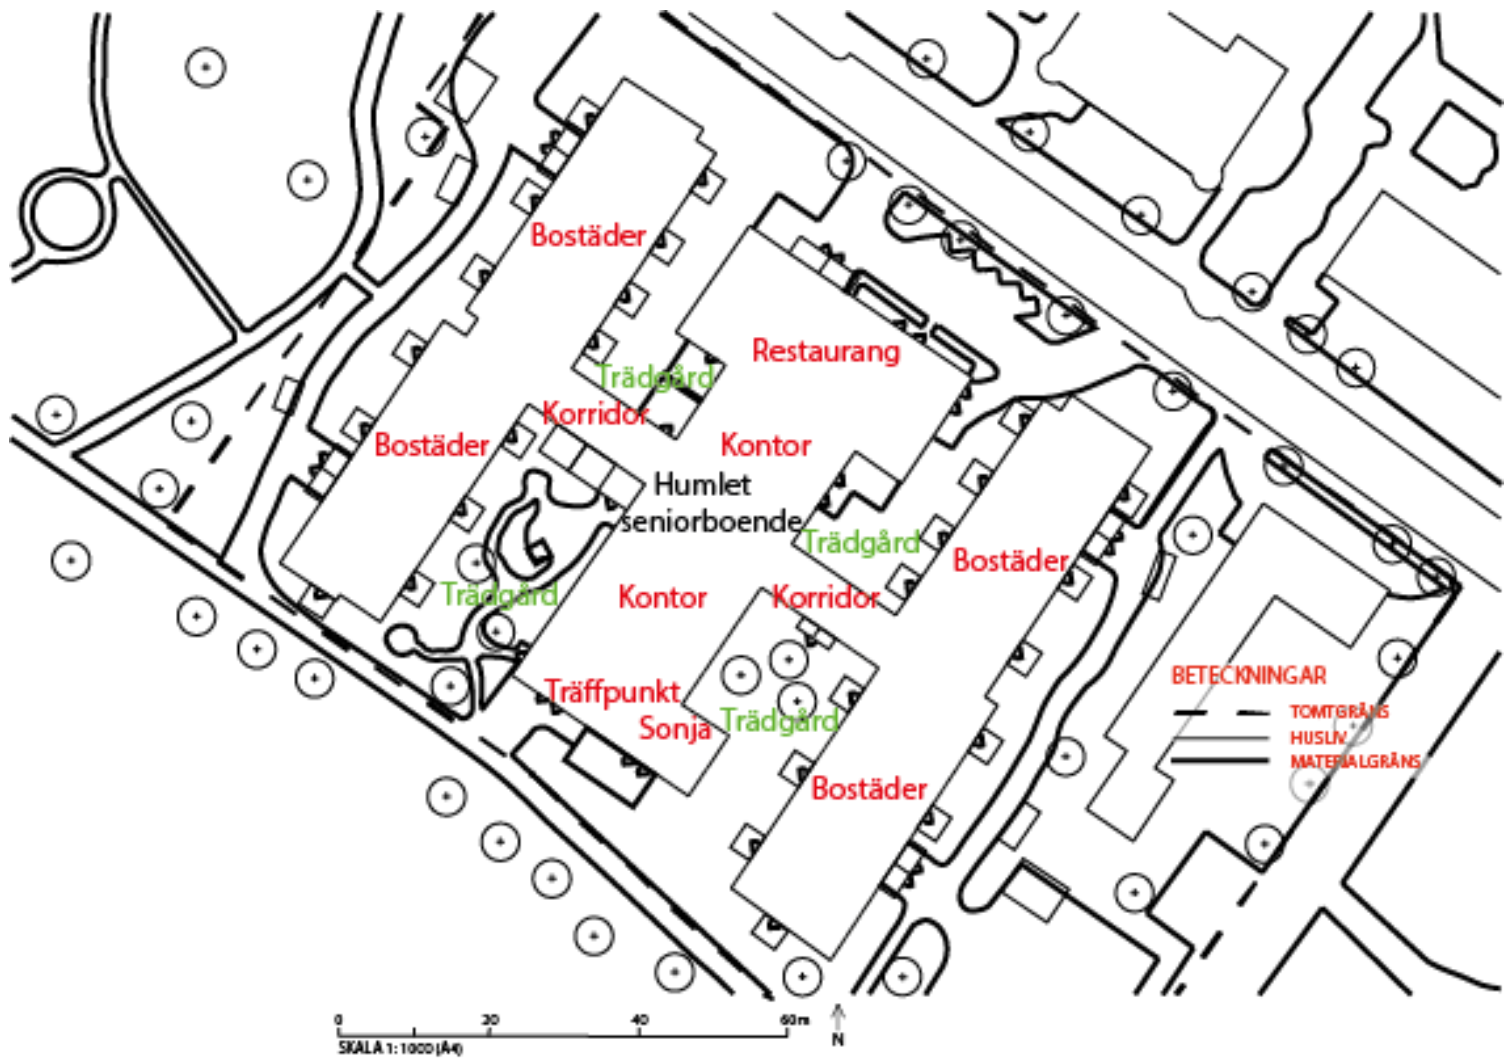 Bostäder
Restaurang
Trädgård
Korridor
Bostäder
Kontor
Humlet
seniorboende
Trädgård
Bostäder
Trädgård
Kontor
Korridor
Träffpunkt
Sonja
Trädgård
Bostäder
BETECKNINGAR
TOMTGRÄNS
HUSLIV
MATERIALGRÄNS
0 20 40 60m
SKALA 1:1000 (A4)
N